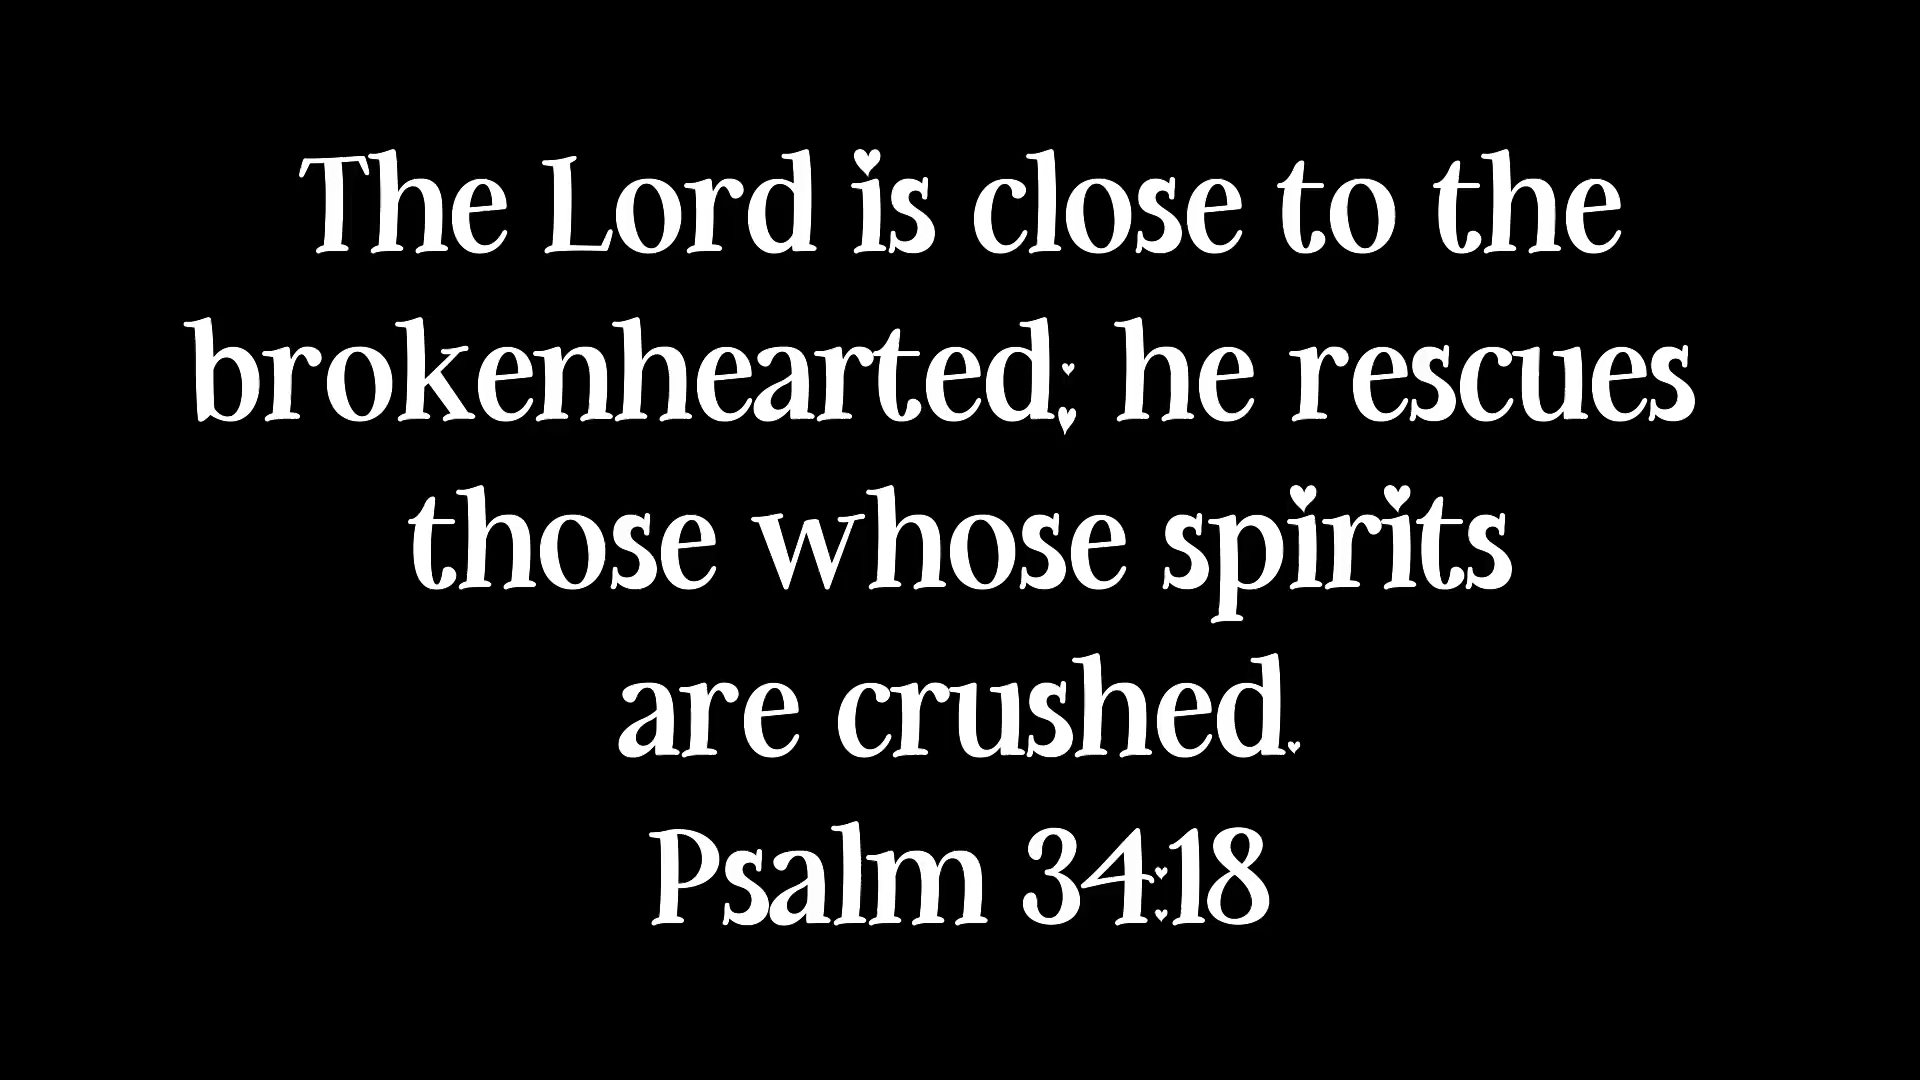 The Lord is close to the
brokenhearted; he rescues
those whose spirits
are crushed.
Psalm 34:18